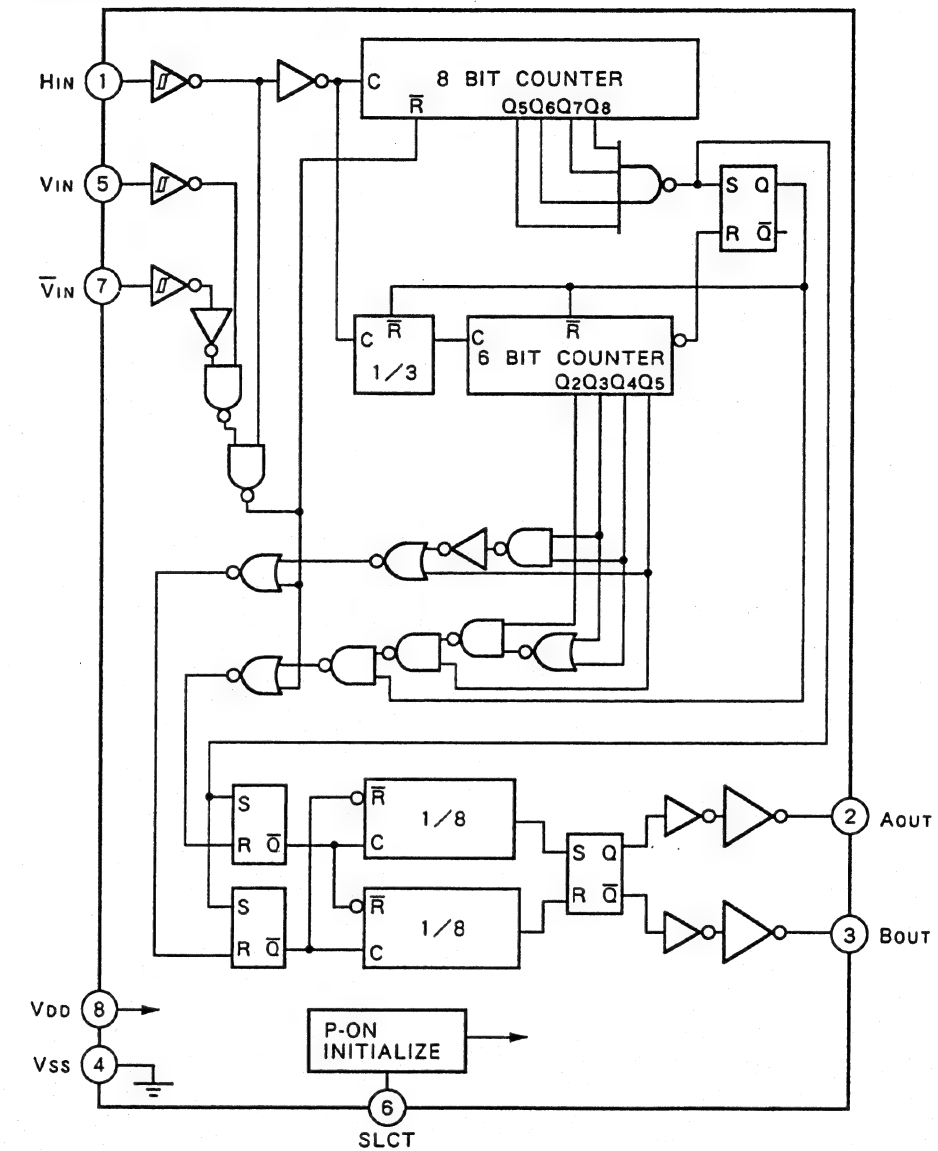 HIN 1 C 8 BIT COUNTER
R̅ Q5Q6Q7Q8
VIN 5 S Q
R Q̅
V̅IN 7
C R̅ 1/3
C R̅
6 BIT COUNTER
Q2Q3Q4Q5
S
R Q̅
R̅
C 1/8
S Q
R Q̅
2 AOUT
S
R Q̅
R̅
C 1/8
3 BOUT
VDD 8
VSS 4
P-ON
INITIALIZE
6
SLCT